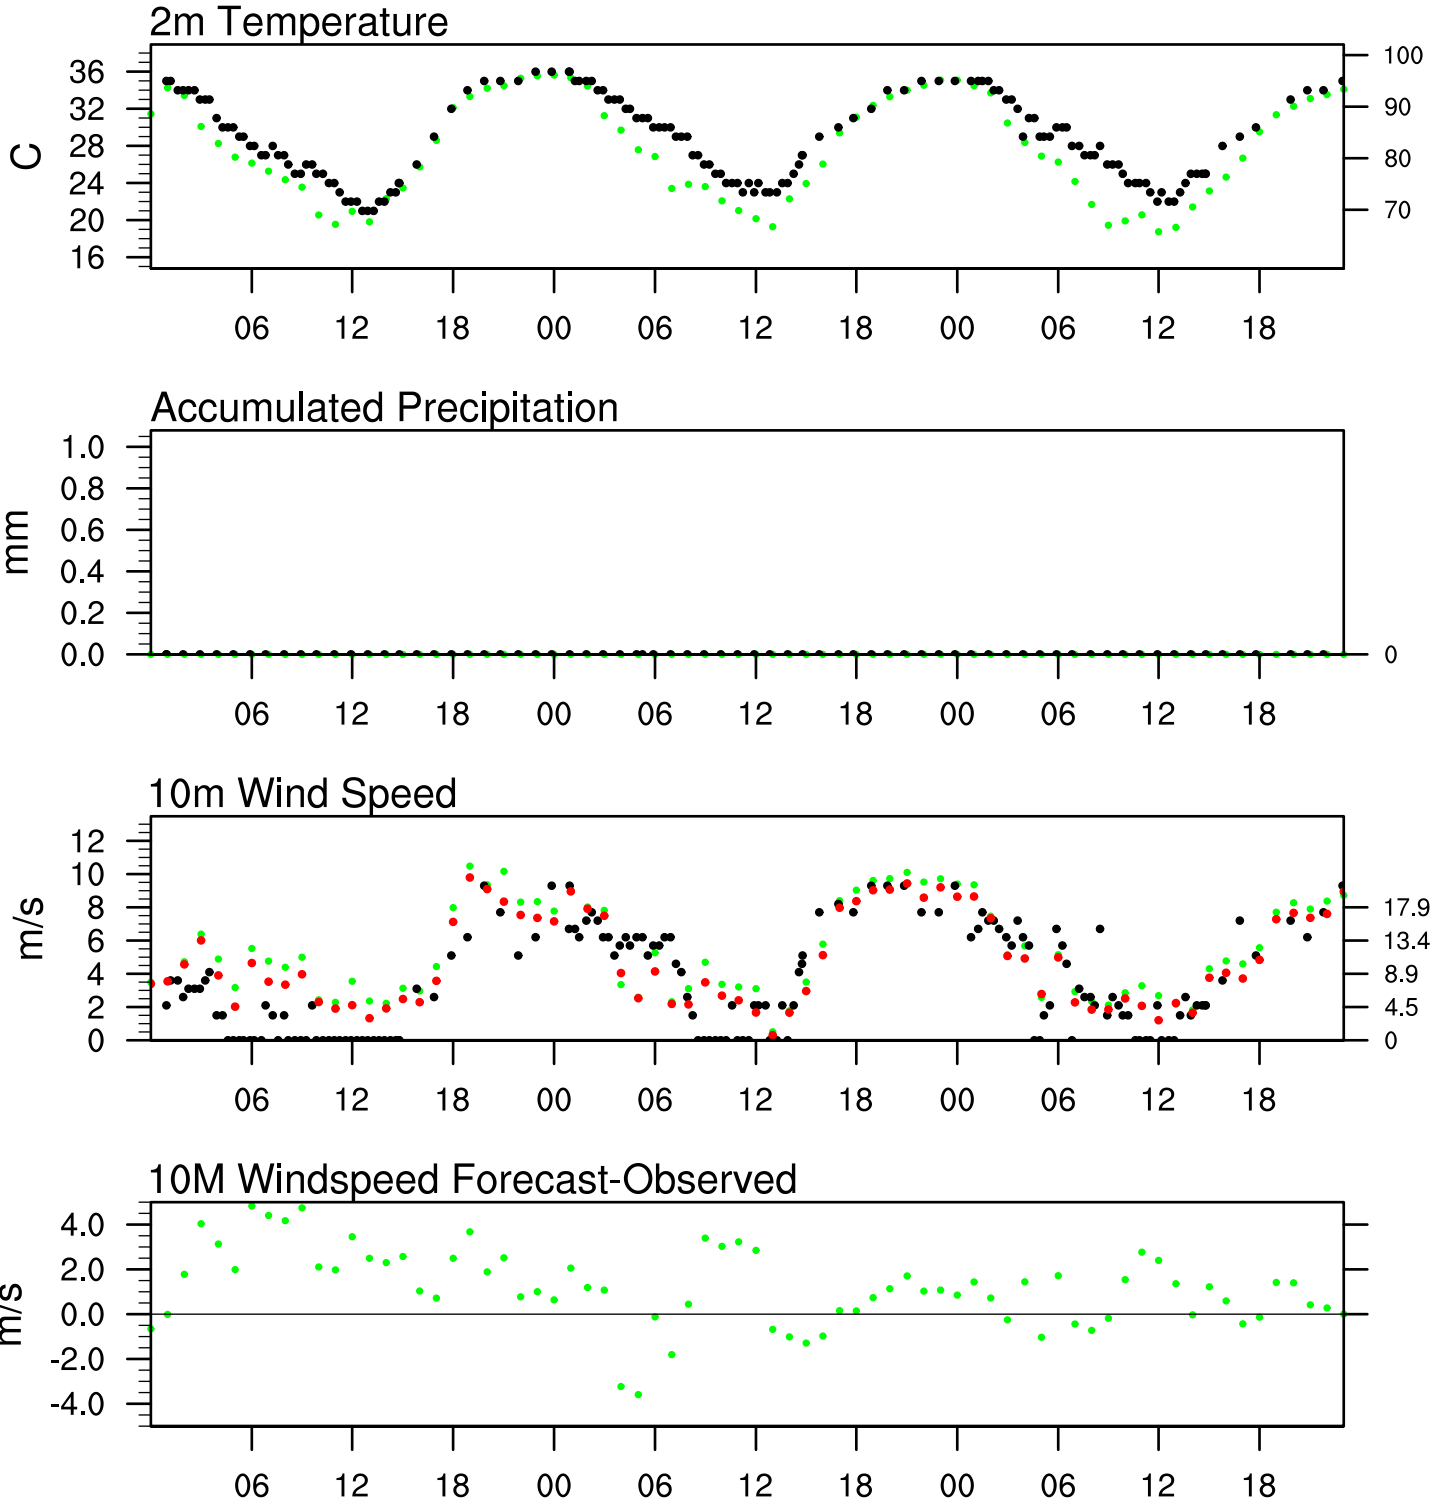 2m Temperature
36
32
28
24
20
16
C
100
90
80
70
06 12 18 00 06 12 18 00 06 12 18
Accumulated Precipitation
1.0
0.8
0.6
0.4
0.2
0.0
mm
0
06 12 18 00 06 12 18 00 06 12 18
10m Wind Speed
12
10
8
6
4
2
0
m/s
17.9
13.4
8.9
4.5
0
06 12 18 00 06 12 18 00 06 12 18
10M Windspeed Forecast-Observed
4.0
2.0
0.0
-2.0
-4.0
m/s
06 12 18 00 06 12 18 00 06 12 18